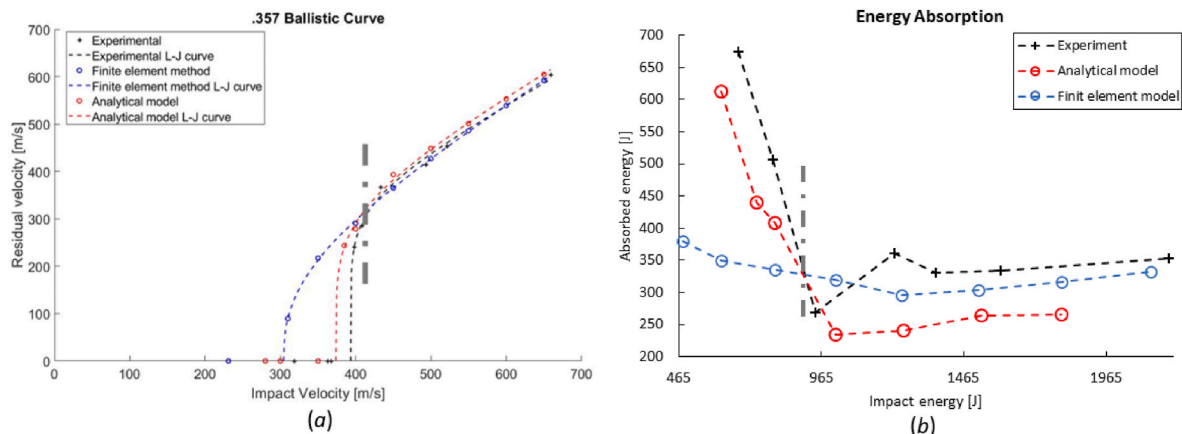 .357 Ballistic Curve
700
600
500
400
300
200
100
0
Residual velocity [m/s]
Experimental
Experimental L-J curve
Finite element method
Finite element method L-J curve
Analytical model
Analytical model L-J curve
0 100 200 300 400 500 600 700
Impact Velocity [m/s]
(a)
Energy Absorption
700
650
600
550
500
450
400
350
300
250
200
Absorbed energy [J]
Experiment
Analytical model
Finit element model
465 965 1465 1965
Impact energy [J]
(b)